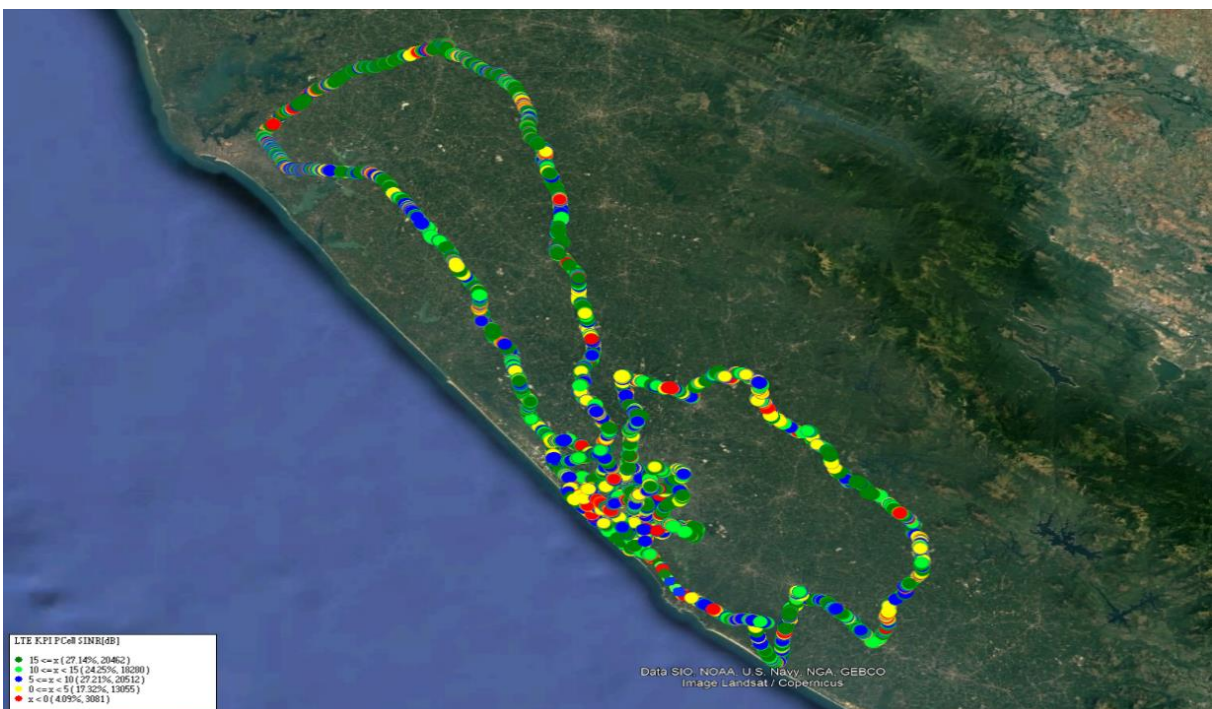 Data SIO, NOAA, U.S. Navy, NGA, GEBCO
Image Landsat / Copernicus
LTE KPI PCell SINR[dB]
15 <= x ( 27.14%, 20462 )
10 <= x < 15 ( 24.25%, 18280 )
5 <= x < 10 ( 27.21%, 20512 )
0 <= x < 5 ( 17.32%, 13055 )
x < 0 ( 4.09%, 3081 )